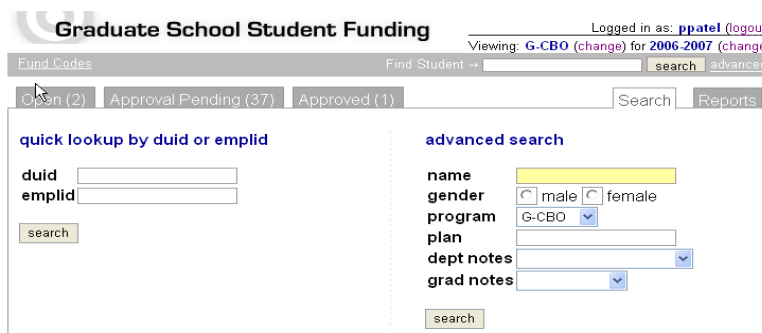 Graduate School Student Funding
Logged in as: ppatel (logou
Viewing: G-CBO (change) for 2006-2007 (change
Fund Codes
Find Student → search advanced
Open (2) Approval Pending (37) Approved (1) Search Reports
quick lookup by duid or emplid
duid
emplid
search
advanced search
name
gender male female
program G-CBO
plan
dept notes
grad notes
search